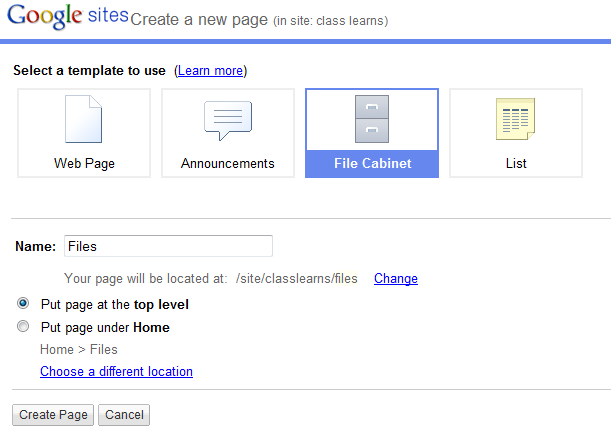 Google sites Create a new page (in site: class learns)
Select a template to use (Learn more)
Web Page Announcements File Cabinet List
Name: Files
Your page will be located at: /site/classlearns/files Change
Put page at the top level
Put page under Home
Home > Files
Choose a different location
Create Page Cancel